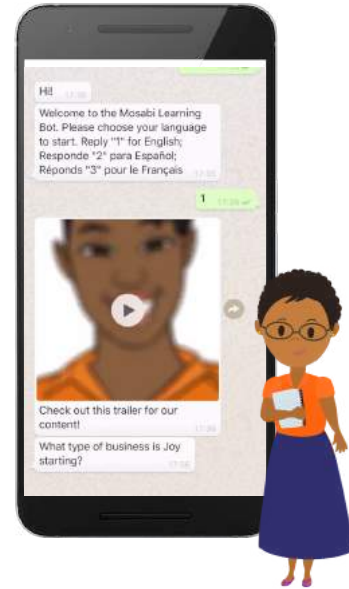 Hi!
Welcome to the Mosabi Learning
Bot. Please choose your language
to start. Reply "1" for English;
Responde "2" para Español;
Réponds "3" pour le Français
1
Check out this trailer for our
content!
What type of business is Joy
starting?